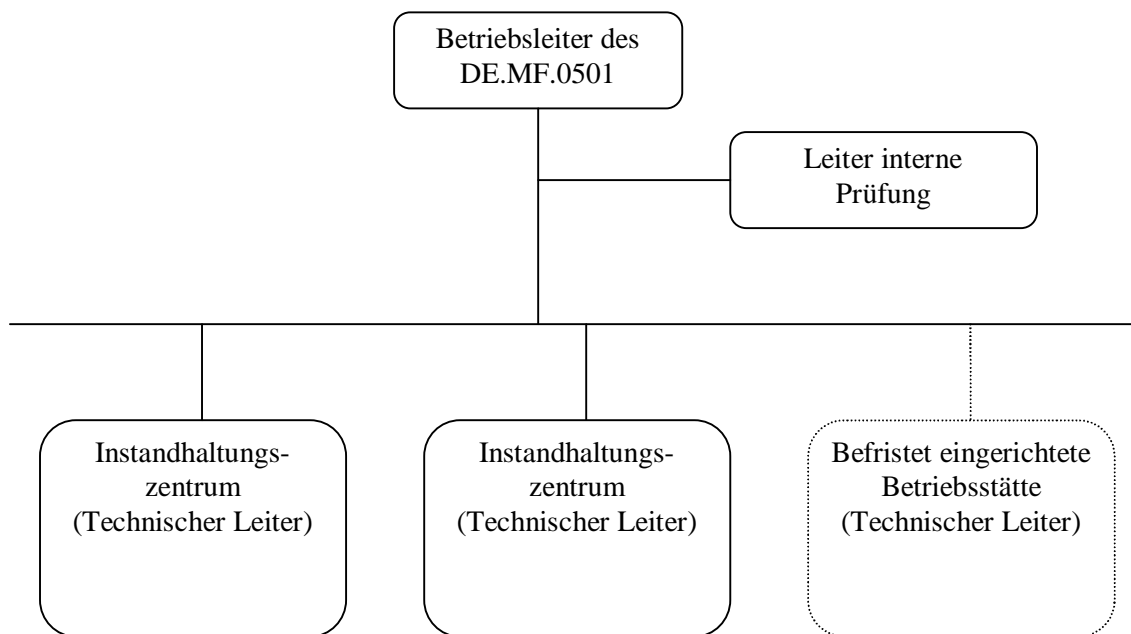 Betriebsleiter des
DE.MF.0501
Leiter interne
Prüfung
Instandhaltungs-
zentrum
(Technischer Leiter)
Instandhaltungs-
zentrum
(Technischer Leiter)
Befristet eingerichtete
Betriebsstätte
(Technischer Leiter)